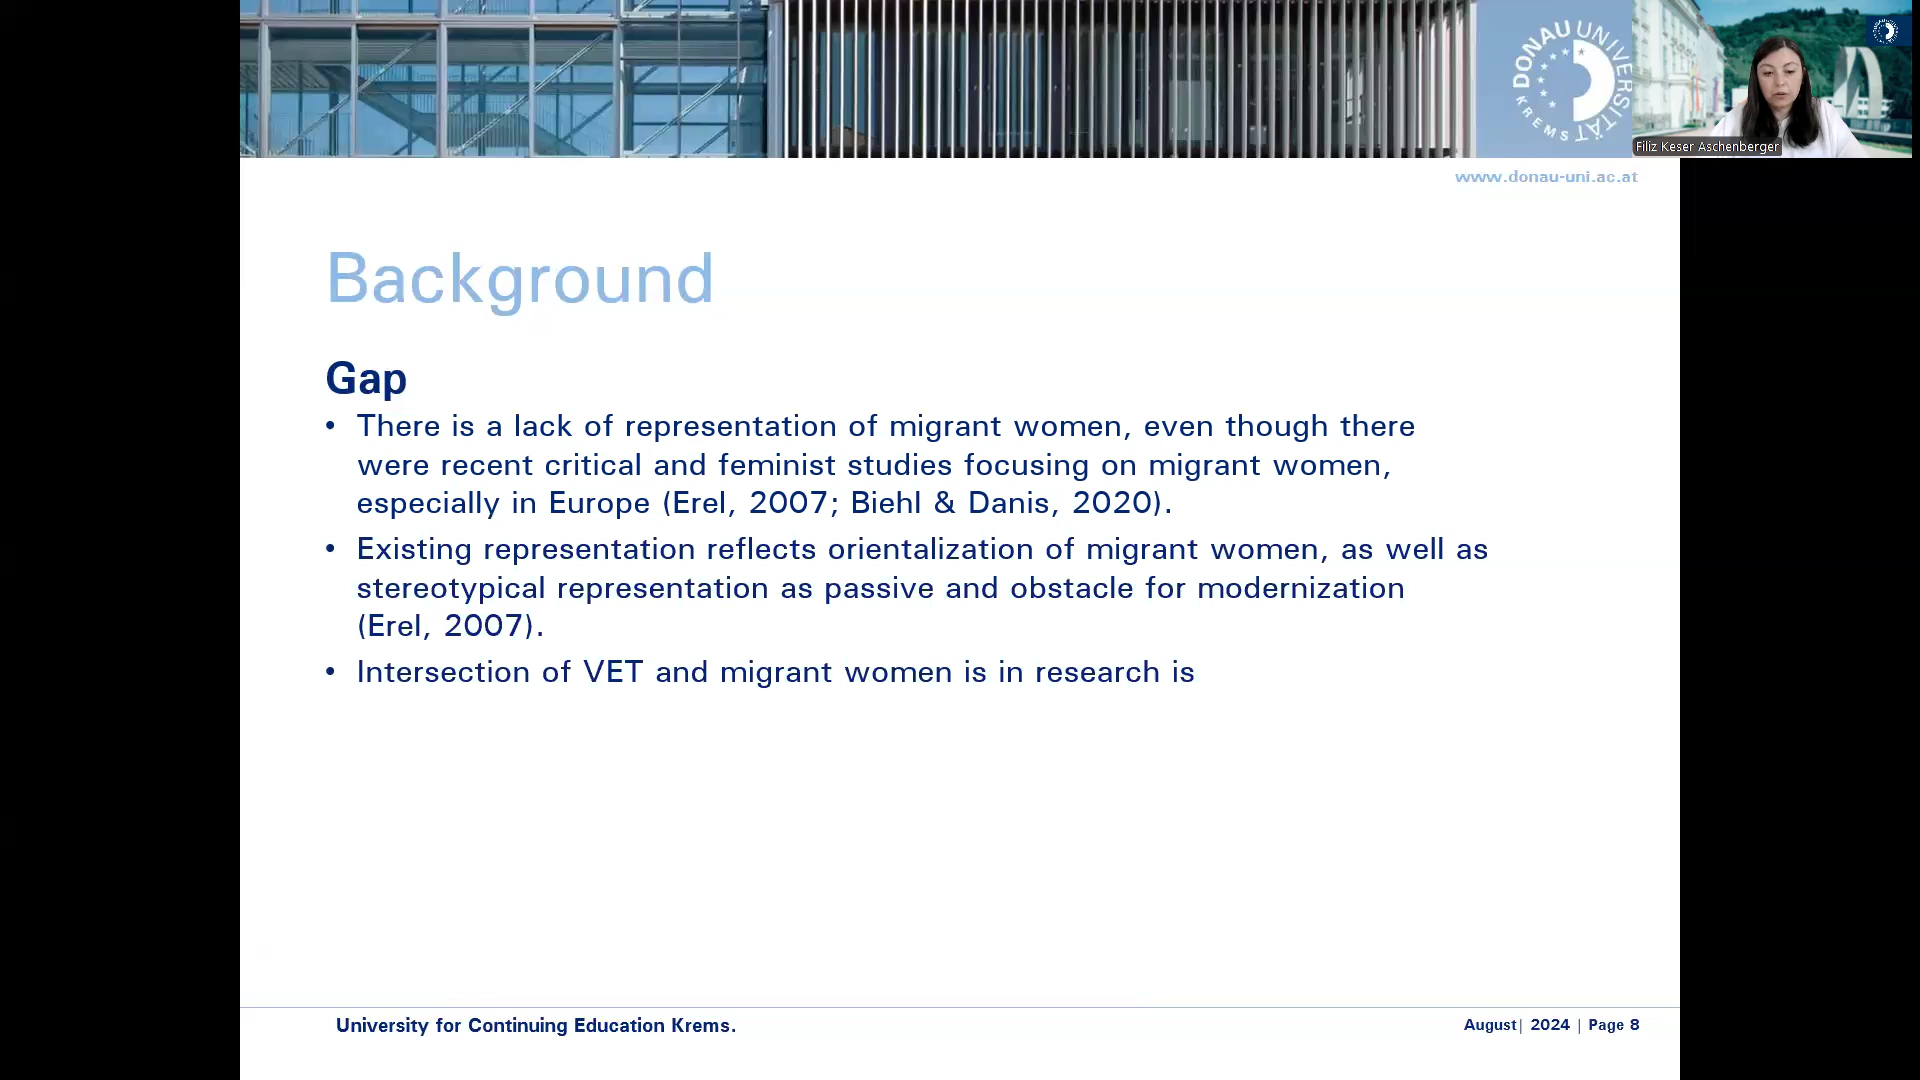 DONAU UNIVERSITÄT
KREMS
Filiz Keser Aschenberger
www.donau-uni.ac.at
Background
Gap
• There is a lack of representation of migrant women, even though there
were recent critical and feminist studies focusing on migrant women,
especially in Europe (Erel, 2007; Biehl & Danis, 2020).
• Existing representation reflects orientalization of migrant women, as well as
stereotypical representation as passive and obstacle for modernization
(Erel, 2007).
• Intersection of VET and migrant women is in research is
University for Continuing Education Krems.
August| 2024 | Page 8